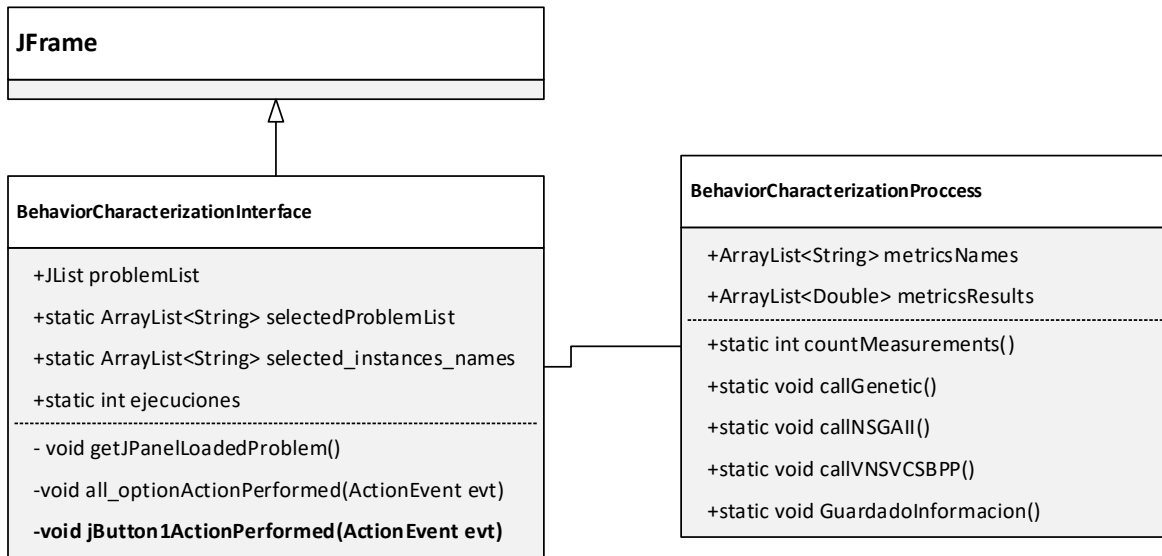 JFrame
BehaviorCharacterizationInterface
+JList problemList
+static ArrayList<String> selectedProblemList
+static ArrayList<String> selected_instances_names
+static int ejecuciones
- void getJPanelLoadedProblem()
-void all_optionActionPerformed(ActionEvent evt)
-void jButton1ActionPerformed(ActionEvent evt)
BehaviorCharacterizationProccess
+ArrayList<String> metricsNames
+ArrayList<Double> metricsResults
+static int countMeasurements()
+static void callGenetic()
+static void callNSGAII()
+static void callVNSVCSBPP()
+static void GuardadoInformacion()